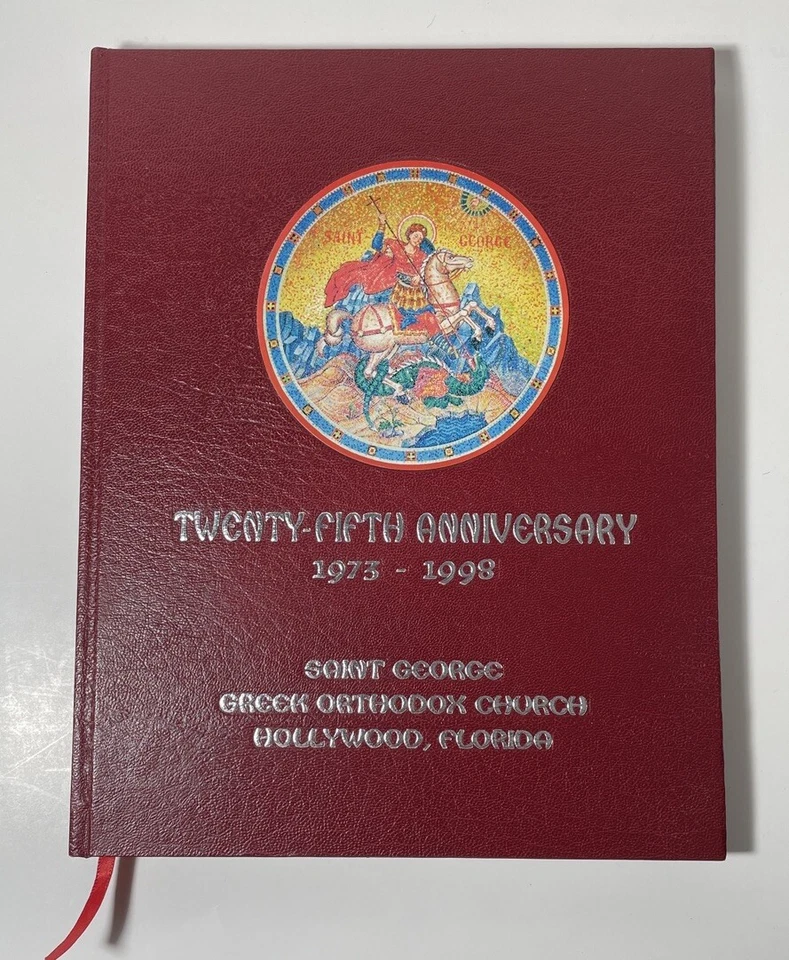 SAINT GEORGE
TWENTY-FIFTH ANNIVERSARY
1973 - 1998
SAINT GEORGE
GREEK ORTHODOX CHURCH
HOLLYWOOD, FLORIDA